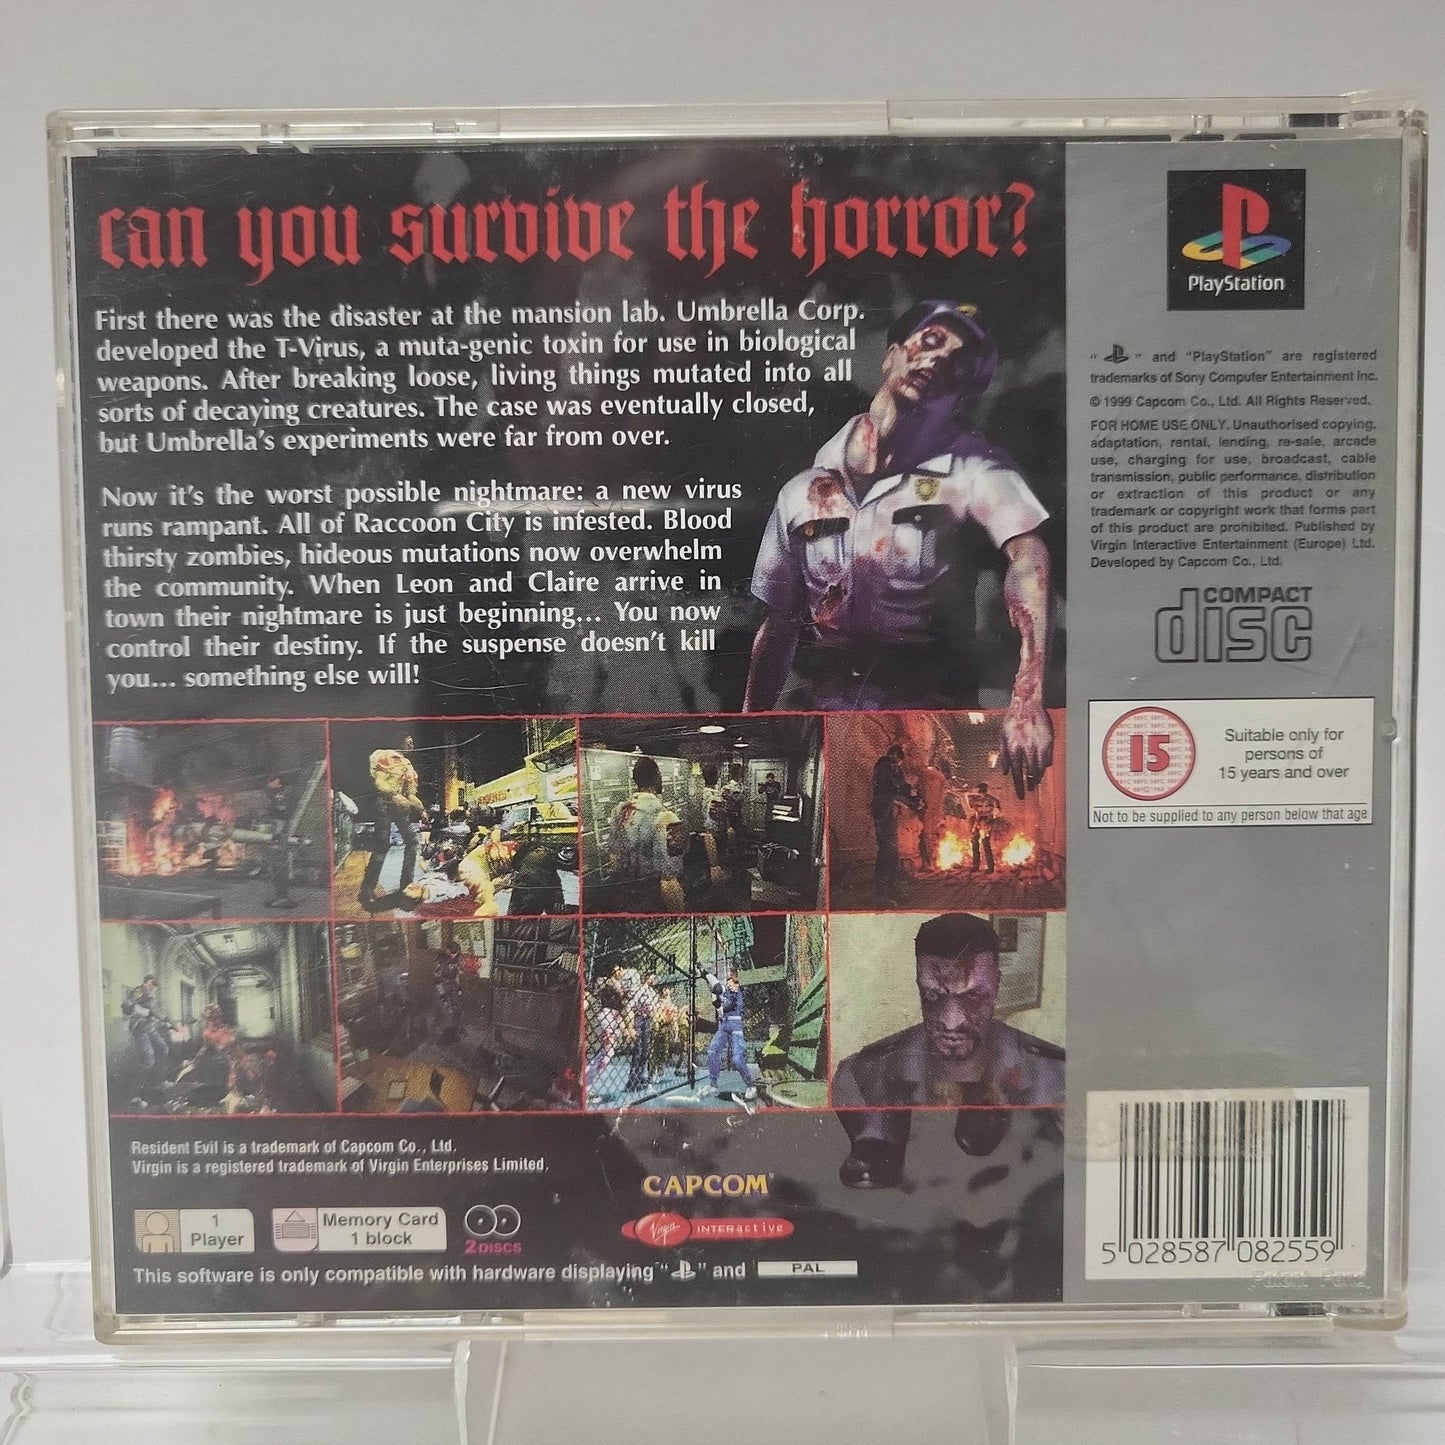 can you survive the horror?
First there was the disaster at the mansion lab. Umbrella Corp.
developed the T-Virus, a muta-genic toxin for use in biological
weapons. After breaking loose, living things mutated into all
sorts of decaying creatures. The case was eventually closed,
but Umbrella's experiments were far from over.
Now it's the worst possible nightmare: a new virus
runs rampant. All of Raccoon City is infested. Blood
thirsty zombies, hideous mutations now overwhelm
the community. When Leon and Claire arrive in
town their nightmare is just beginning... You now
control their destiny. If the suspense doesn't kill
you... something else will!
Resident Evil is a trademark of Capcom Co., Ltd.
Virgin is a registered trademark of Virgin Enterprises Limited.
CAPCOM
Virgin INTERactive
1
Player
Memory Card
1 block
2 DISCS
This software is only compatible with hardware displaying " " and PAL
PlayStation
" " and "PlayStation" are registered
trademarks of Sony Computer Entertainment Inc.
© 1999 Capcom Co., Ltd. All Rights Reserved.
FOR HOME USE ONLY. Unauthorised copying,
adaptation, rental, lending, re-sale, arcade
use, charging for use, broadcast, cable
transmission, public performance, distribution
or extraction of this product or any
trademark or copyright work that forms part
of this product are prohibited. Published by
Virgin Interactive Entertainment (Europe) Ltd.
Developed by Capcom Co., Ltd.
COMPACT
disc
15
Suitable only for
persons of
15 years and over
Not to be supplied to any person below that age
5 028587 082559